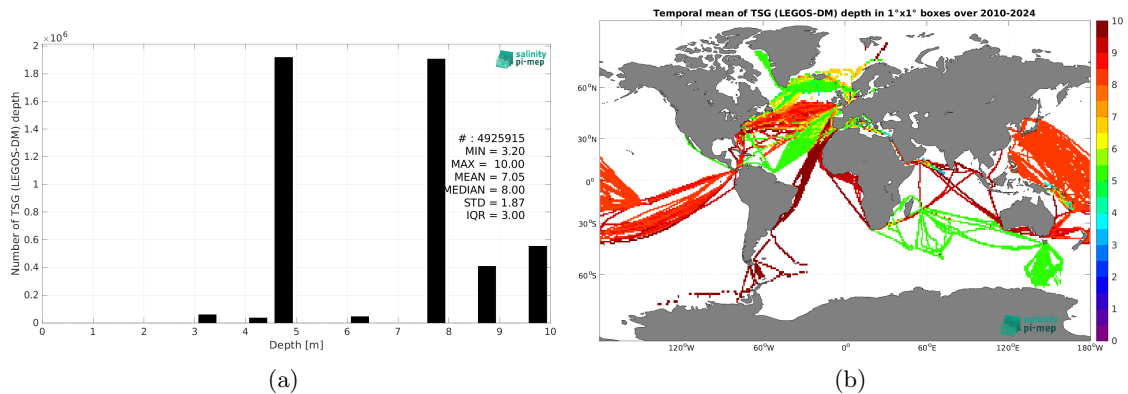 Number of TSG (LEGOS-DM) depth
×10⁶
2
1.8
1.6
1.4
1.2
1
0.8
0.6
0.4
0.2
0
salinity
pi-mep
# : 4925915
MIN = 3.20
MAX = 10.00
MEAN = 7.05
MEDIAN = 8.00
STD = 1.87
IQR = 3.00
0 1 2 3 4 5 6 7 8 9 10
Depth [m]
(a)
Temporal mean of TSG (LEGOS-DM) depth in 1°x1° boxes over 2010-2024
60°N
30°N
0°
30°S
60°S
120°W 60°W 0° 60°E 120°E 180°W
salinity
pi-mep
10
9
8
7
6
5
4
3
2
1
0
(b)